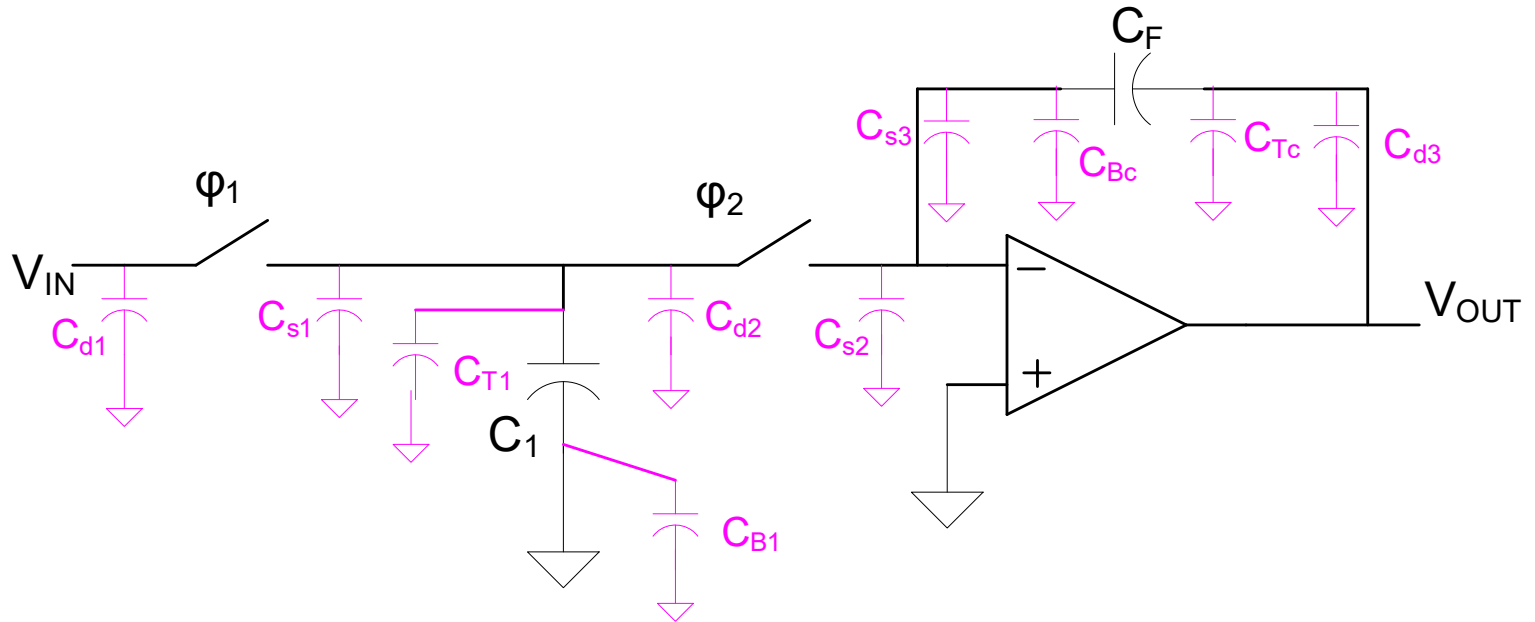 C_F
C_s3
C_Bc
C_Tc
C_d3
φ₁
φ₂
V_IN
C_d1
C_s1
C_T1
C_1
C_d2
C_s2
−
+
V_OUT
C_B1